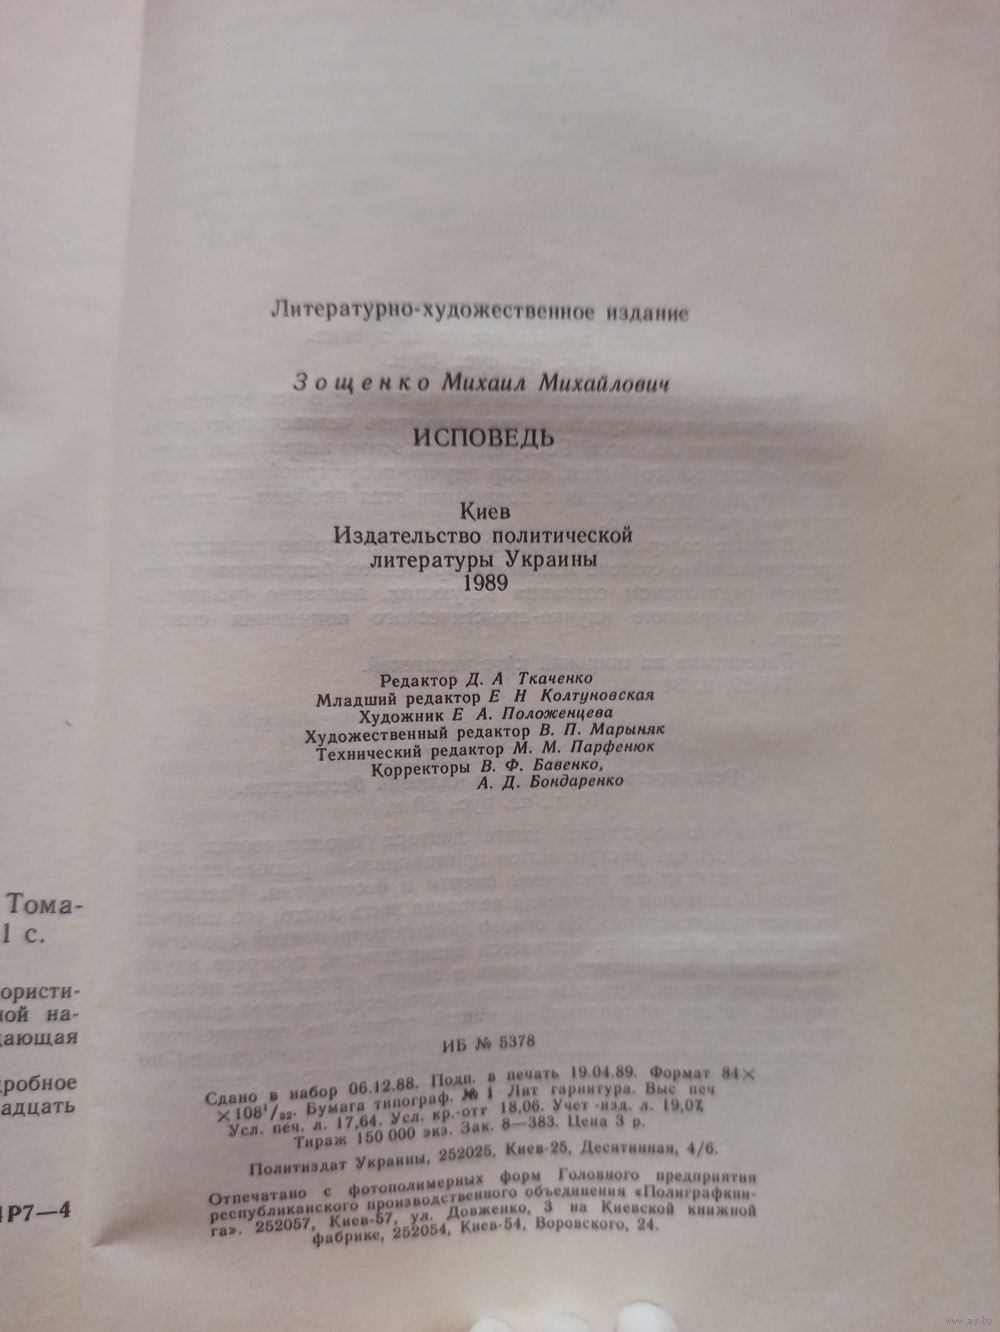 Литературно-художественное издание
Зощенко Михаил Михайлович
ИСПОВЕДЬ
Киев
Издательство политической
литературы Украины
1989
Редактор Д. А Ткаченко
Младший редактор Е Н Колтуновская
Художник Е А. Положенцева
Художественный редактор В. П. Марыняк
Технический редактор М. М. Парфенюк
Корректоры В. Ф. Бавенко,
А. Д. Бондаренко
Тома-
1 с.
ористи-
ной на-
дающая
дробное
адцать
Р7—4
ИБ № 5378
Сдано в набор 06.12.88. Подп. в печать 19.04.89. Формат 84×
×108¹/₃₂. Бумага типограф. № 1 Лит гарнитура. Выс печ
Усл. печ. л. 17,64. Усл. кр.-отт 18,06. Учет -изд. л. 19,07
Тираж 150 000 экз. Зак. 8—383. Цена 3 р.
Политиздат Украины, 252025, Киев-25, Десятинная, 4/6.
Отпечатано с фотополимерных форм Головного предприятия
республиканского производственного объединения «Полиграфкни-
га». 252057, Киев-57, ул. Довженко, 3 на Киевской книжной
фабрике, 252054, Киев-54, Воровского, 24.
www.ay.by